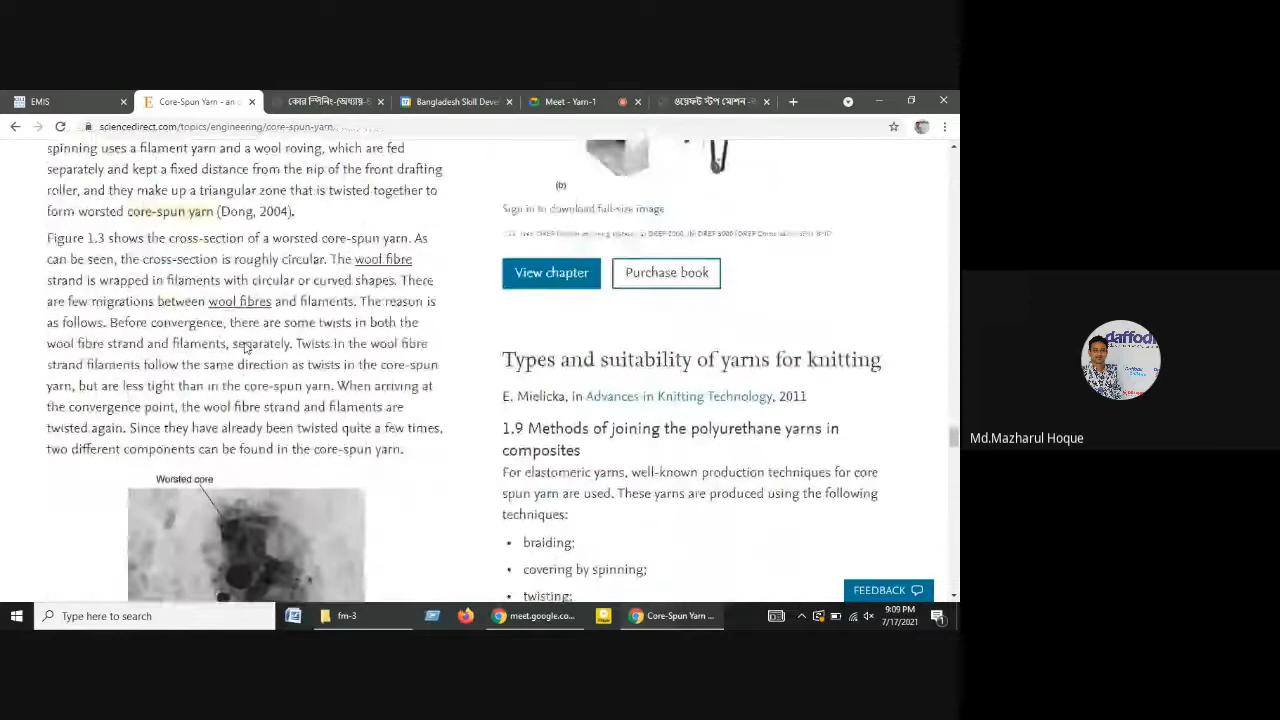 EMIS
Core-Spun Yarn - an o
কোর স্পিনিং-(অধ্যায়-
Bangladesh Skill Deve
Meet - Yarn-1
ওয়েফট স্টপ মোশন -
sciencedirect.com/topics/engineering/core-spun-yarn
spinning uses a filament yarn and a wool roving, which are fed
separately and kept a fixed distance from the nip of the front drafting
roller, and they make up a triangular zone that is twisted together to
form worsted core-spun yarn (Dong, 2004).
Figure 1.3 shows the cross-section of a worsted core-spun yarn. As
can be seen, the cross-section is roughly circular. The wool fibre
strand is wrapped in filaments with circular or curved shapes. There
are few migrations between wool fibres and filaments. The reason is
as follows. Before convergence, there are some twists in both the
wool fibre strand and filaments, separately. Twists in the wool fibre
strand filaments follow the same direction as twists in the core-spun
yarn, but are less tight than in the core-spun yarn. When arriving at
the convergence point, the wool fibre strand and filaments are
twisted again. Since they have already been twisted quite a few times,
two different components can be found in the core-spun yarn.
Worsted core
(b)
Sign in to download full-size image
View chapter
Purchase book
Types and suitability of yarns for knitting
E. Mielicka, in Advances in Knitting Technology, 2011
1.9 Methods of joining the polyurethane yarns in
composites
For elastomeric yarns, well-known production techniques for core
spun yarn are used. These yarns are produced using the following
techniques:
• braiding;
• covering by spinning;
• twisting;
FEEDBACK
Type here to search
fm-3
meet.google.co...
Core-Spun Yarn ...
9:09 PM
7/17/2021
daffodi
Md.Mazharul Hoque